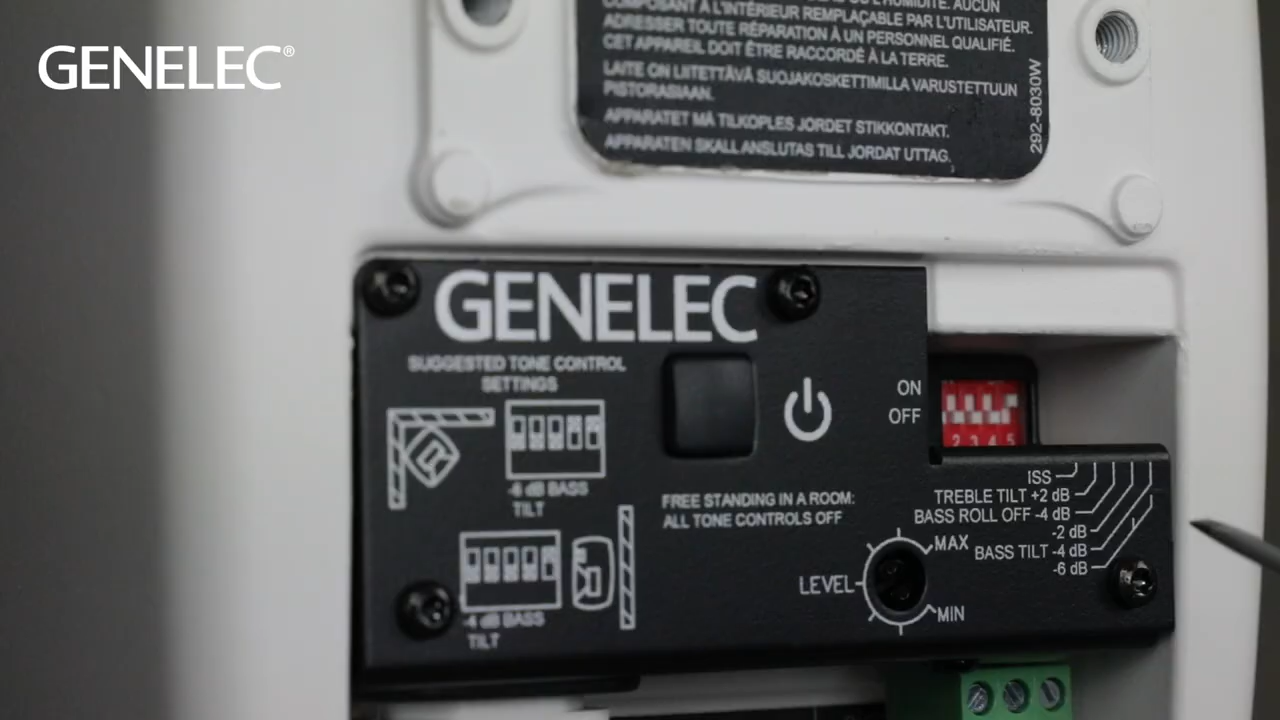 GENELEC®
COMPOSANT À L'INTÉRIEUR REMPLAÇABLE PAR L'UTILISATEUR.
ADRESSER TOUTE RÉPARATION À UN PERSONNEL QUALIFIÉ.
CET APPAREIL DOIT ÊTRE RACCORDÉ À LA TERRE.
LAITE ON LIITETTÄVÄ SUOJAKOSKETTIMILLA VARUSTETTUUN
PISTORASIAAN.
APPARATET MÅ TILKOPLES JORDET STIKKONTAKT.
APPARATEN SKALL ANSLUTAS TILL JORDAT UTTAG.
292-8030W
GENELEC
SUGGESTED TONE CONTROL
SETTINGS
-4 dB BASS
TILT
-4 dB BASS
TILT
FREE STANDING IN A ROOM:
ALL TONE CONTROLS OFF
ON
OFF
2 3 4 5
ISS
TREBLE TILT +2 dB
BASS ROLL OFF -4 dB
-2 dB
BASS TILT -4 dB
-6 dB
MAX
LEVEL
MIN